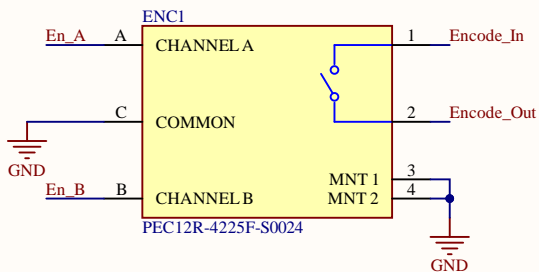 ENC1
En_A
A
CHANNEL A
1
Encode_In
C
COMMON
2
Encode_Out
GND
En_B
B
CHANNEL B
MNT 1
3
MNT 2
4
PEC12R-4225F-S0024
GND